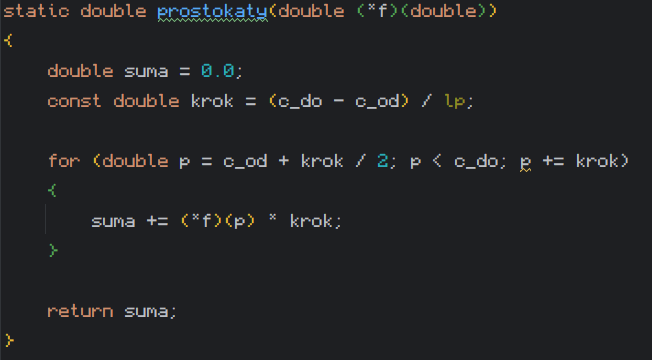 static double prostokaty(double (*f)(double))
{
double suma = 0.0;
const double krok = (c_do - c_od) / lp;
for (double p = c_od + krok / 2; p < c_do; p += krok)
{
suma += (*f)(p) * krok;
}
return suma;
}